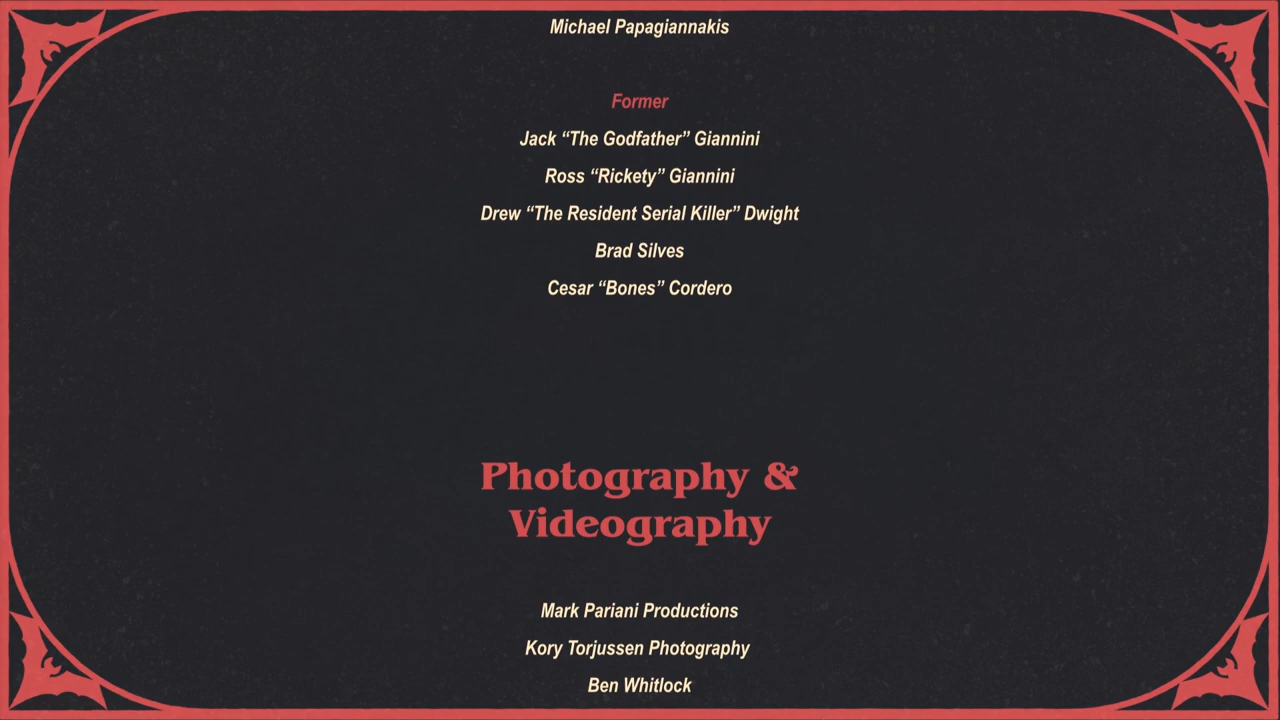 Michael Papagiannakis
Former
Jack “The Godfather” Giannini
Ross “Rickety” Giannini
Drew “The Resident Serial Killer” Dwight
Brad Silves
Cesar “Bones” Cordero
Photography &
Videography
Mark Pariani Productions
Kory Torjussen Photography
Ben Whitlock